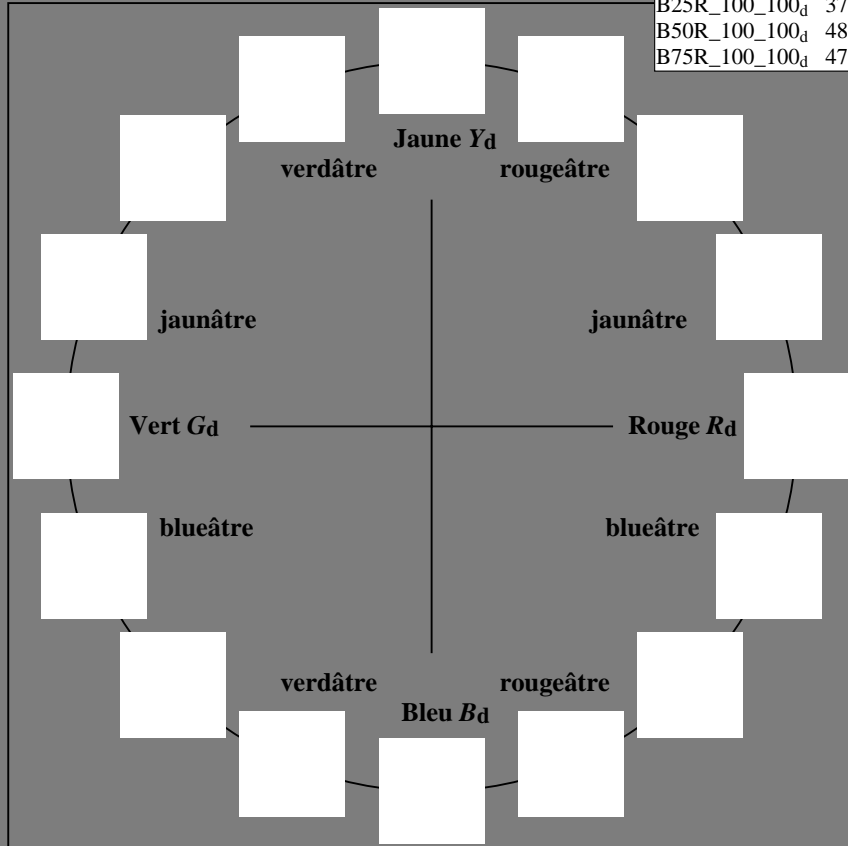 B25R_100_100d 37
B50R_100_100d 48
B75R_100_100d 47
Jaune Yd
verdâtre rougeâtre
jaunâtre jaunâtre
Vert Gd Rouge Rd
blueâtre blueâtre
verdâtre rougeâtre
Bleu Bd